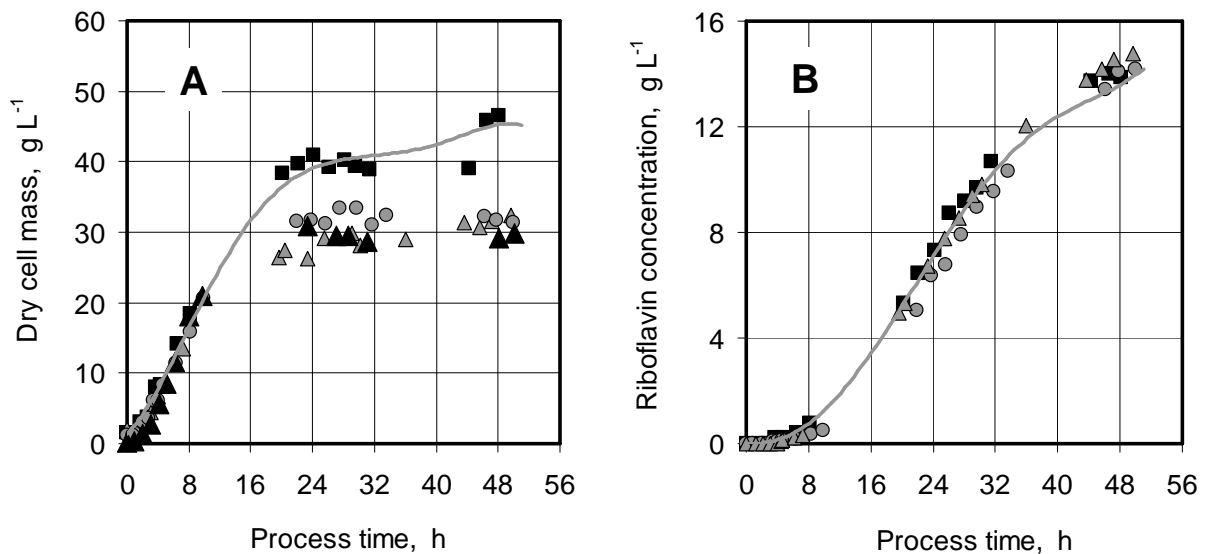 A
Dry cell mass, g L⁻¹
60
50
40
30
20
10
0
0 8 16 24 32 40 48 56
Process time, h
B
Riboflavin concentration, g L⁻¹
16
12
8
4
0
0 8 16 24 32 40 48 56
Process time, h